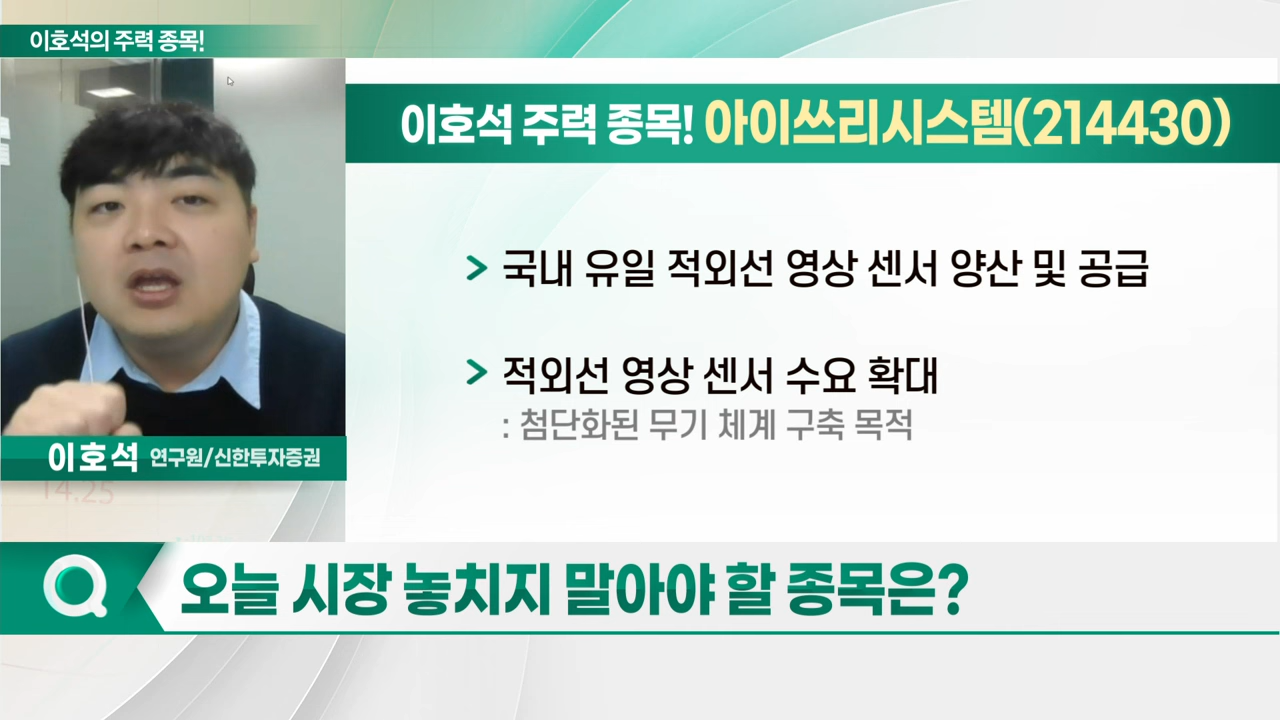 이호석의 주력 종목!
이호석 주력 종목! 아이쓰리시스템(214430)
> 국내 유일 적외선 영상 센서 양산 및 공급
> 적외선 영상 센서 수요 확대
: 첨단화된 무기 체계 구축 목적
이호석 연구원/신한투자증권
14.25
오늘 시장 놓치지 말아야 할 종목은?